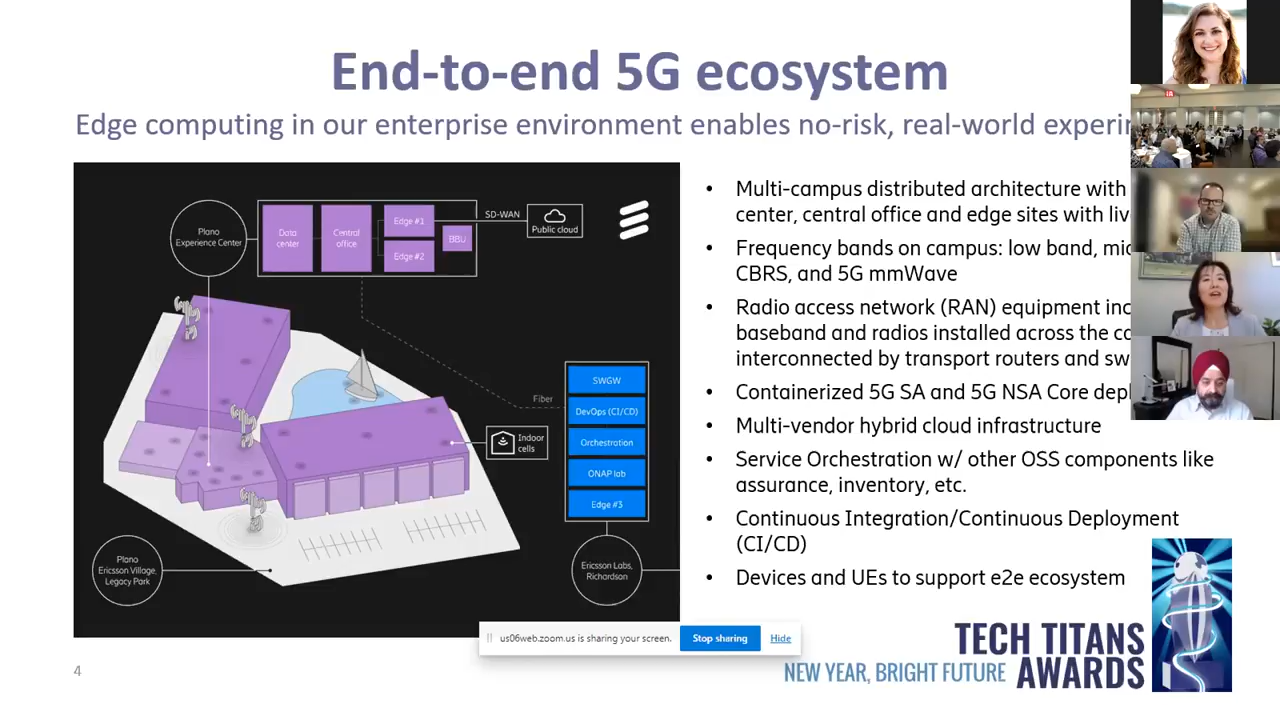 End-to-end 5G ecosystem
Edge computing in our enterprise environment enables no-risk, real-world
Plano
Experience Center
Data
center
Central
office
Edge #1
Edge #2
BBU
SD-WAN
Public cloud
Fiber
Indoor
cells
SWGW
DevOps (CI/CD)
Orchestration
ONAP lab
Edge #3
Plano
Ericsson Village,
Legacy Park
Ericsson Labs,
Richardson
• Multi-campus distributed architecture with
center, central office and edge sites with
• Frequency bands on campus: low band,
CBRS, and 5G mmWave
• Radio access network (RAN) equipment
baseband and radios installed across the
interconnected by transport routers and
• Containerized 5G SA and 5G NSA Core
• Multi-vendor hybrid cloud infrastructure
• Service Orchestration w/ other OSS components like
assurance, inventory, etc.
• Continuous Integration/Continuous Deployment
(CI/CD)
• Devices and UEs to support e2e ecosystem
us06web.zoom.us is sharing your screen.
Stop sharing
Hide
4
TECH TITANS
NEW YEAR, BRIGHT FUTURE AWARDS